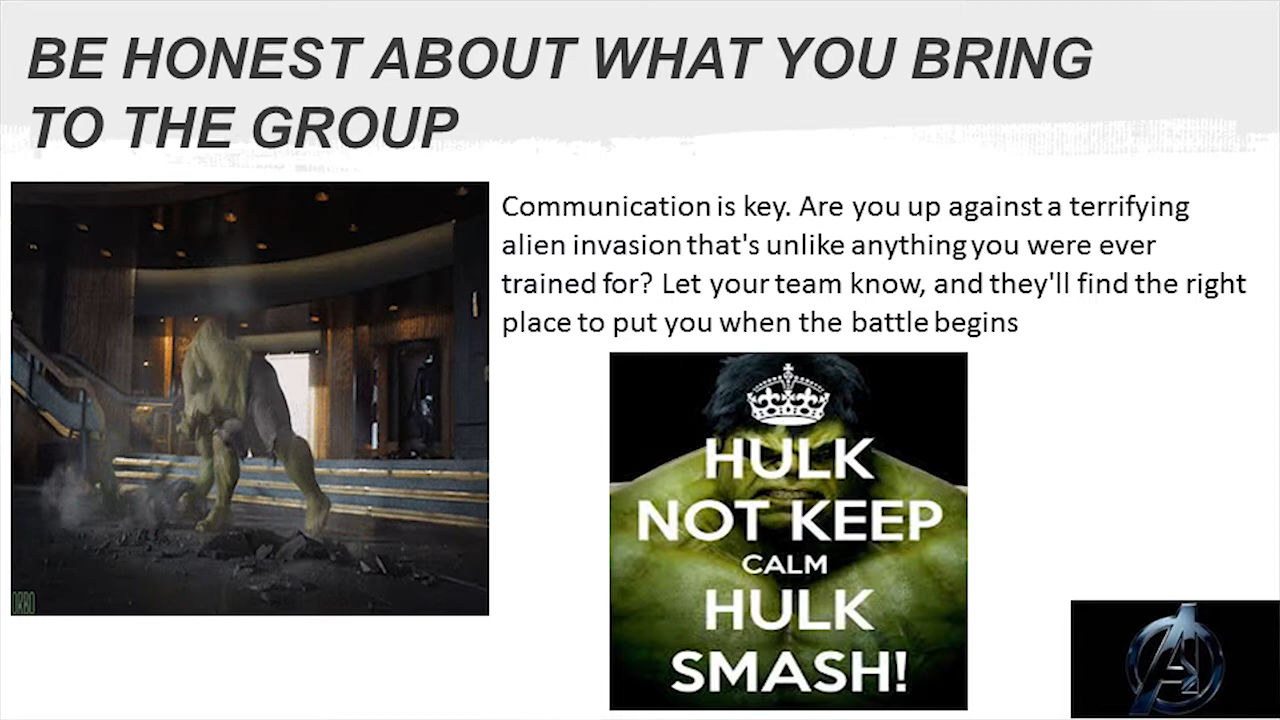 BE HONEST ABOUT WHAT YOU BRING
TO THE GROUP
Communication is key. Are you up against a terrifying
alien invasion that's unlike anything you were ever
trained for? Let your team know, and they'll find the right
place to put you when the battle begins
HULK
NOT KEEP
CALM
HULK
SMASH!
ORBO